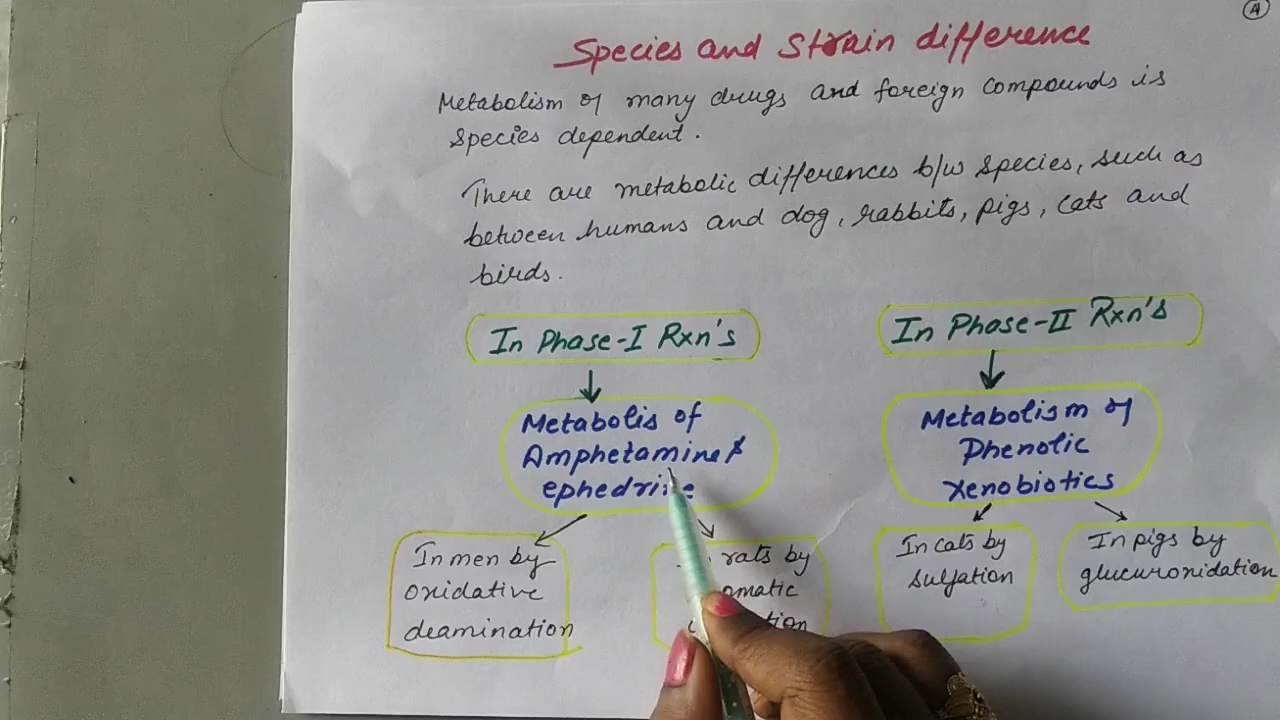 4
Species and Strain difference
Metabolism of many drugs and foreign compounds is
species dependent.
There are metabolic differences b/w species, such as
between humans and dog, rabbits, pigs, cats and
birds.
In Phase-I Rxn's
Metabolis of
Amphetamine &
ephedrine
In men by
oxidative
deamination
rats by
In Phase-II Rxn's
Metabolism of
Phenolic
Xenobiotics
In cats by
sulfation
In pigs by
glucuronidation